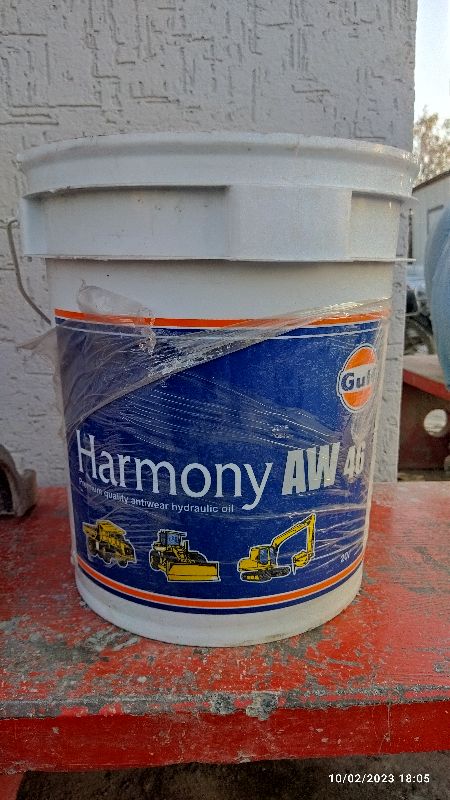 Gulf
Harmony AW 46
Premium quality antiwear hydraulic oil
10/02/2023 18:05